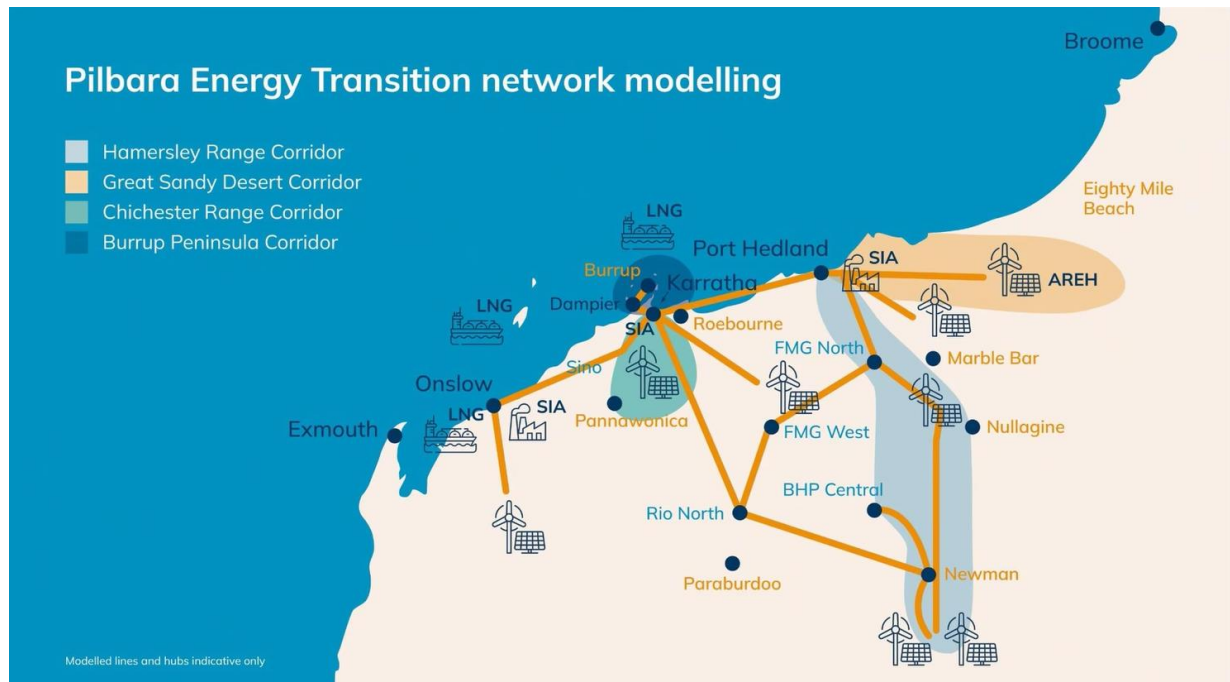 Broome
Pilbara Energy Transition network modelling
Hamersley Range Corridor
Great Sandy Desert Corridor
Chichester Range Corridor
Burrup Peninsula Corridor
Eighty Mile
Beach
LNG
Port Hedland
SIA
Burrup
Karratha
AREH
Dampier
LNG
SIA
Roebourne
FMG North
Marble Bar
Sino
Onslow
LNG
SIA
Pannawonica
Exmouth
FMG West
Nullagine
BHP Central
Rio North
Newman
Paraburdoo
Modelled lines and hubs indicative only